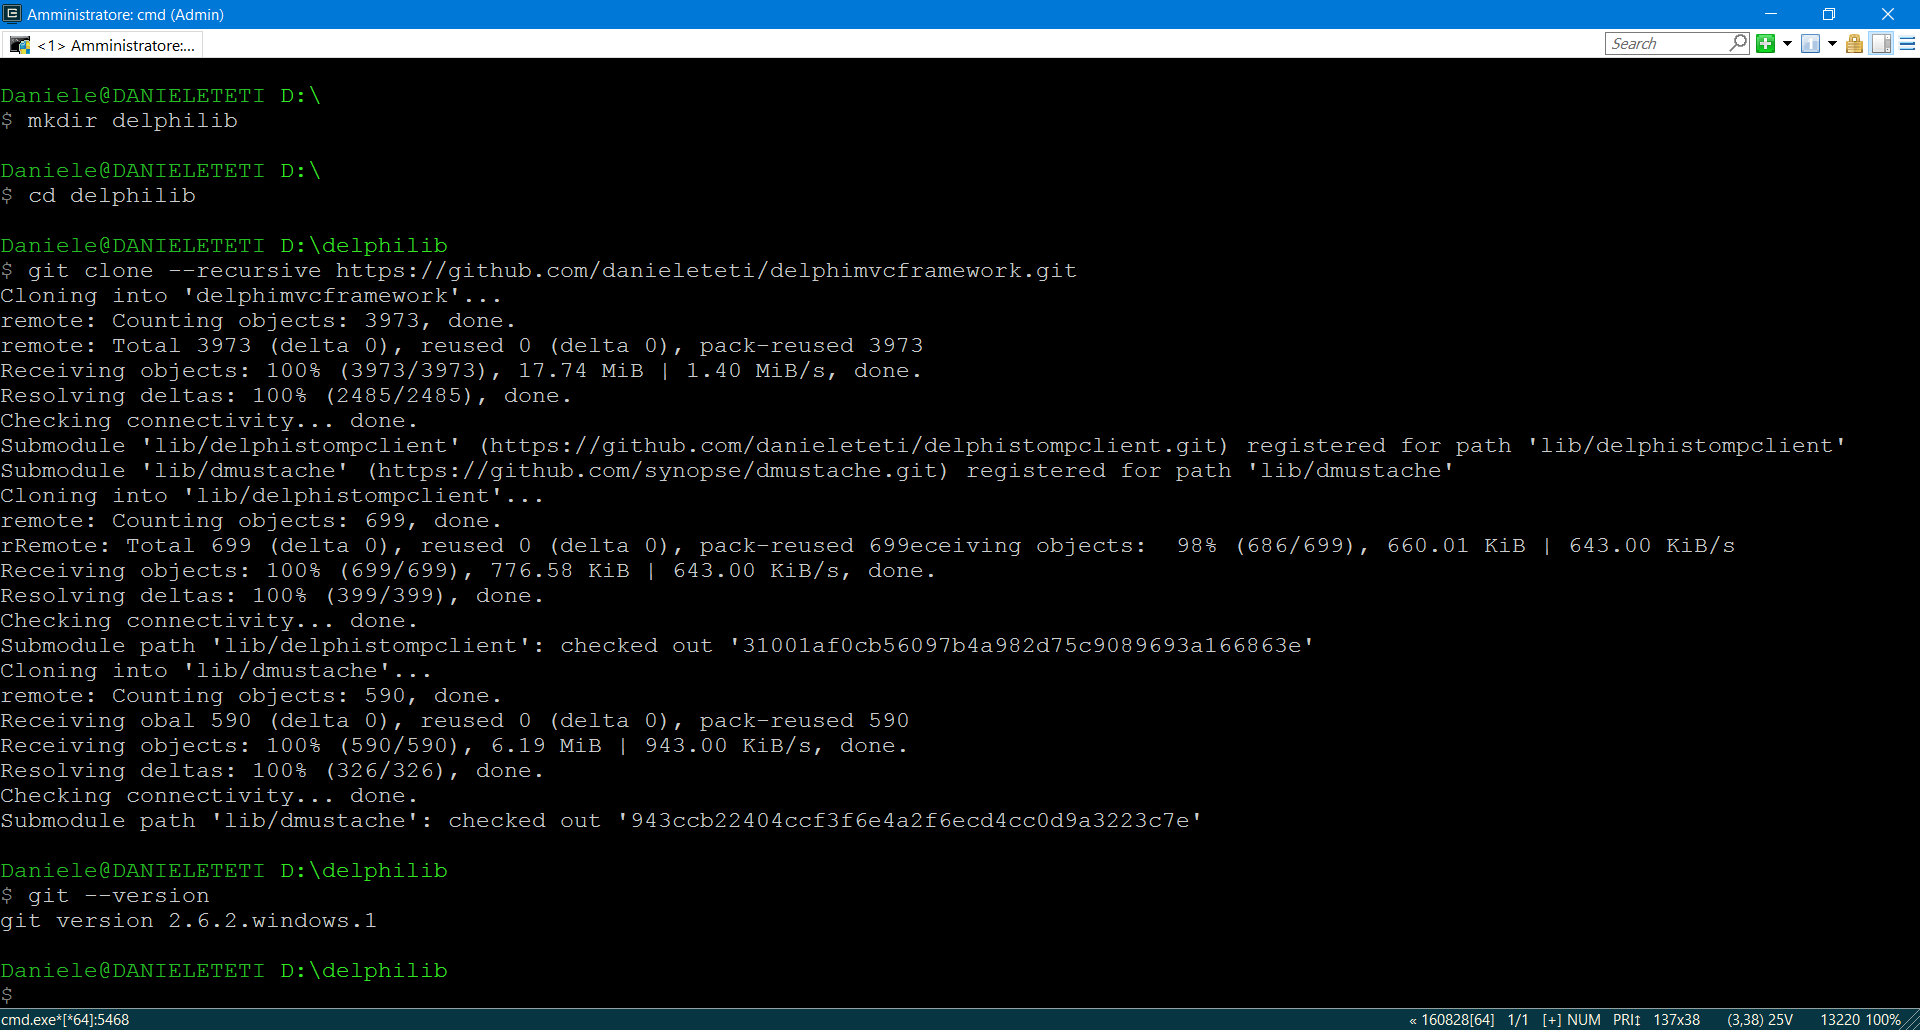 Amministratore: cmd (Admin)
<1> Amministratore:...
Search
Daniele@DANIELETETI D:\
$ mkdir delphilib
Daniele@DANIELETETI D:\
$ cd delphilib
Daniele@DANIELETETI D:\delphilib
$ git clone --recursive https://github.com/danieleteti/delphimvcframework.git
Cloning into 'delphimvcframework'...
remote: Counting objects: 3973, done.
remote: Total 3973 (delta 0), reused 0 (delta 0), pack-reused 3973
Receiving objects: 100% (3973/3973), 17.74 MiB | 1.40 MiB/s, done.
Resolving deltas: 100% (2485/2485), done.
Checking connectivity... done.
Submodule 'lib/delphistompclient' (https://github.com/danieleteti/delphistompclient.git) registered for path 'lib/delphistompclient'
Submodule 'lib/dmustache' (https://github.com/synopse/dmustache.git) registered for path 'lib/dmustache'
Cloning into 'lib/delphistompclient'...
remote: Counting objects: 699, done.
rRemote: Total 699 (delta 0), reused 0 (delta 0), pack-reused 699eceiving objects:  98% (686/699), 660.01 KiB | 643.00 KiB/s
Receiving objects: 100% (699/699), 776.58 KiB | 643.00 KiB/s, done.
Resolving deltas: 100% (399/399), done.
Checking connectivity... done.
Submodule path 'lib/delphistompclient': checked out '31001af0cb56097b4a982d75c9089693a166863e'
Cloning into 'lib/dmustache'...
remote: Counting objects: 590, done.
Receiving obal 590 (delta 0), reused 0 (delta 0), pack-reused 590
Receiving objects: 100% (590/590), 6.19 MiB | 943.00 KiB/s, done.
Resolving deltas: 100% (326/326), done.
Checking connectivity... done.
Submodule path 'lib/dmustache': checked out '943ccb22404ccf3f6e4a2f6ecd4cc0d9a3223c7e'
Daniele@DANIELETETI D:\delphilib
$ git --version
git version 2.6.2.windows.1
Daniele@DANIELETETI D:\delphilib
$
cmd.exe*[*64]:5468 « 160828[64] 1/1 [+] NUM PRI↕ 137x38 (3,38) 25V 13220 100%